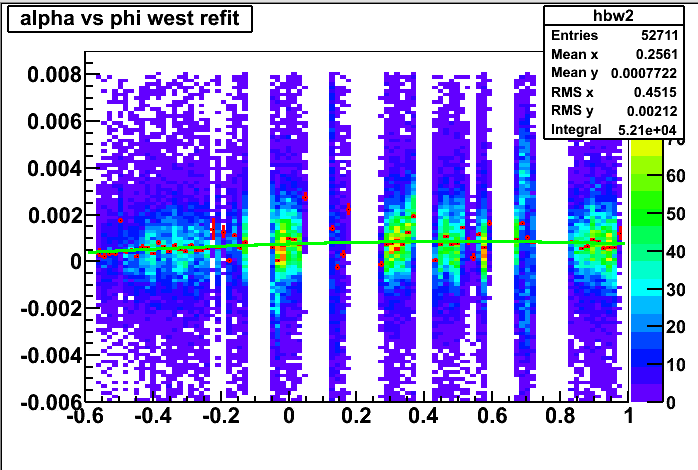 alpha vs phi west refit
hbw2
Entries 52711
Mean x 0.2561
Mean y 0.0007722
RMS x 0.4515
RMS y 0.00212
Integral 5.21e+04
0.008
0.006
0.004
0.002
0
-0.002
-0.004
-0.006
-0.6 -0.4 -0.2 0 0.2 0.4 0.6 0.8 1
60
50
40
30
20
10
0